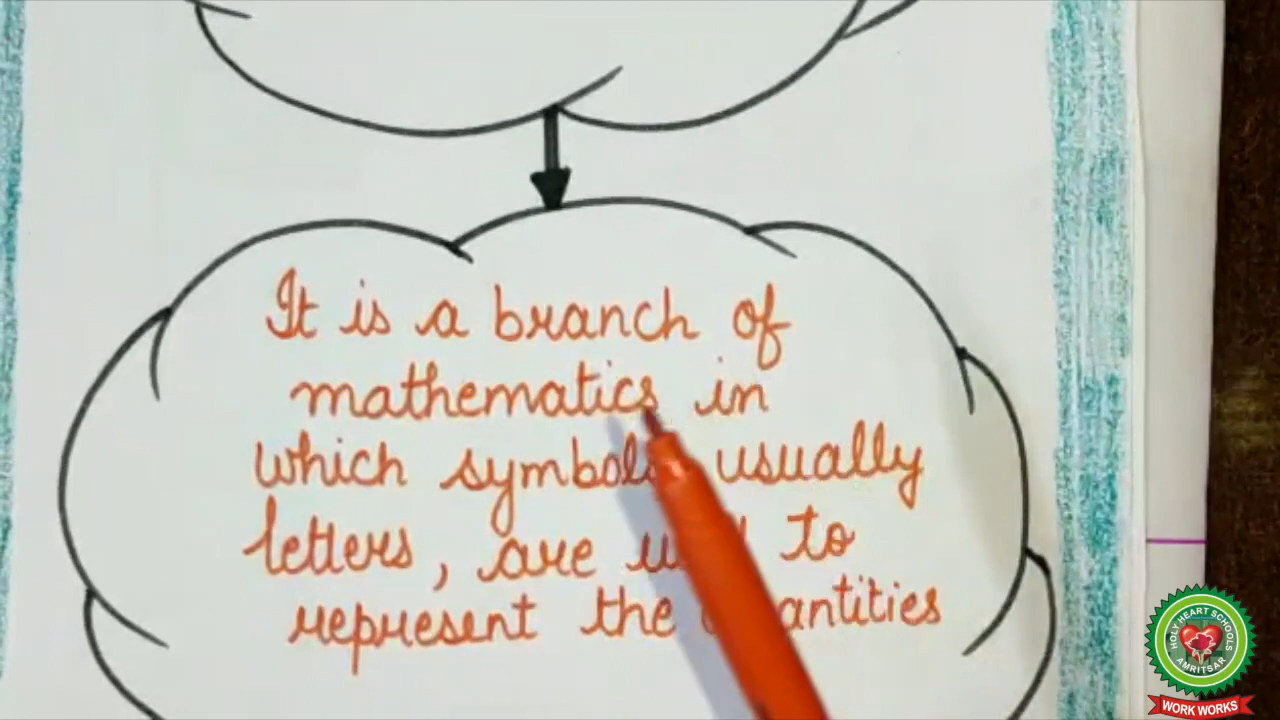 It is a branch of
mathematics in
which symbols usually
letters, are to
represent the
HOLY HEART SCHOOLS
AMRITSAR
WORK WORKS